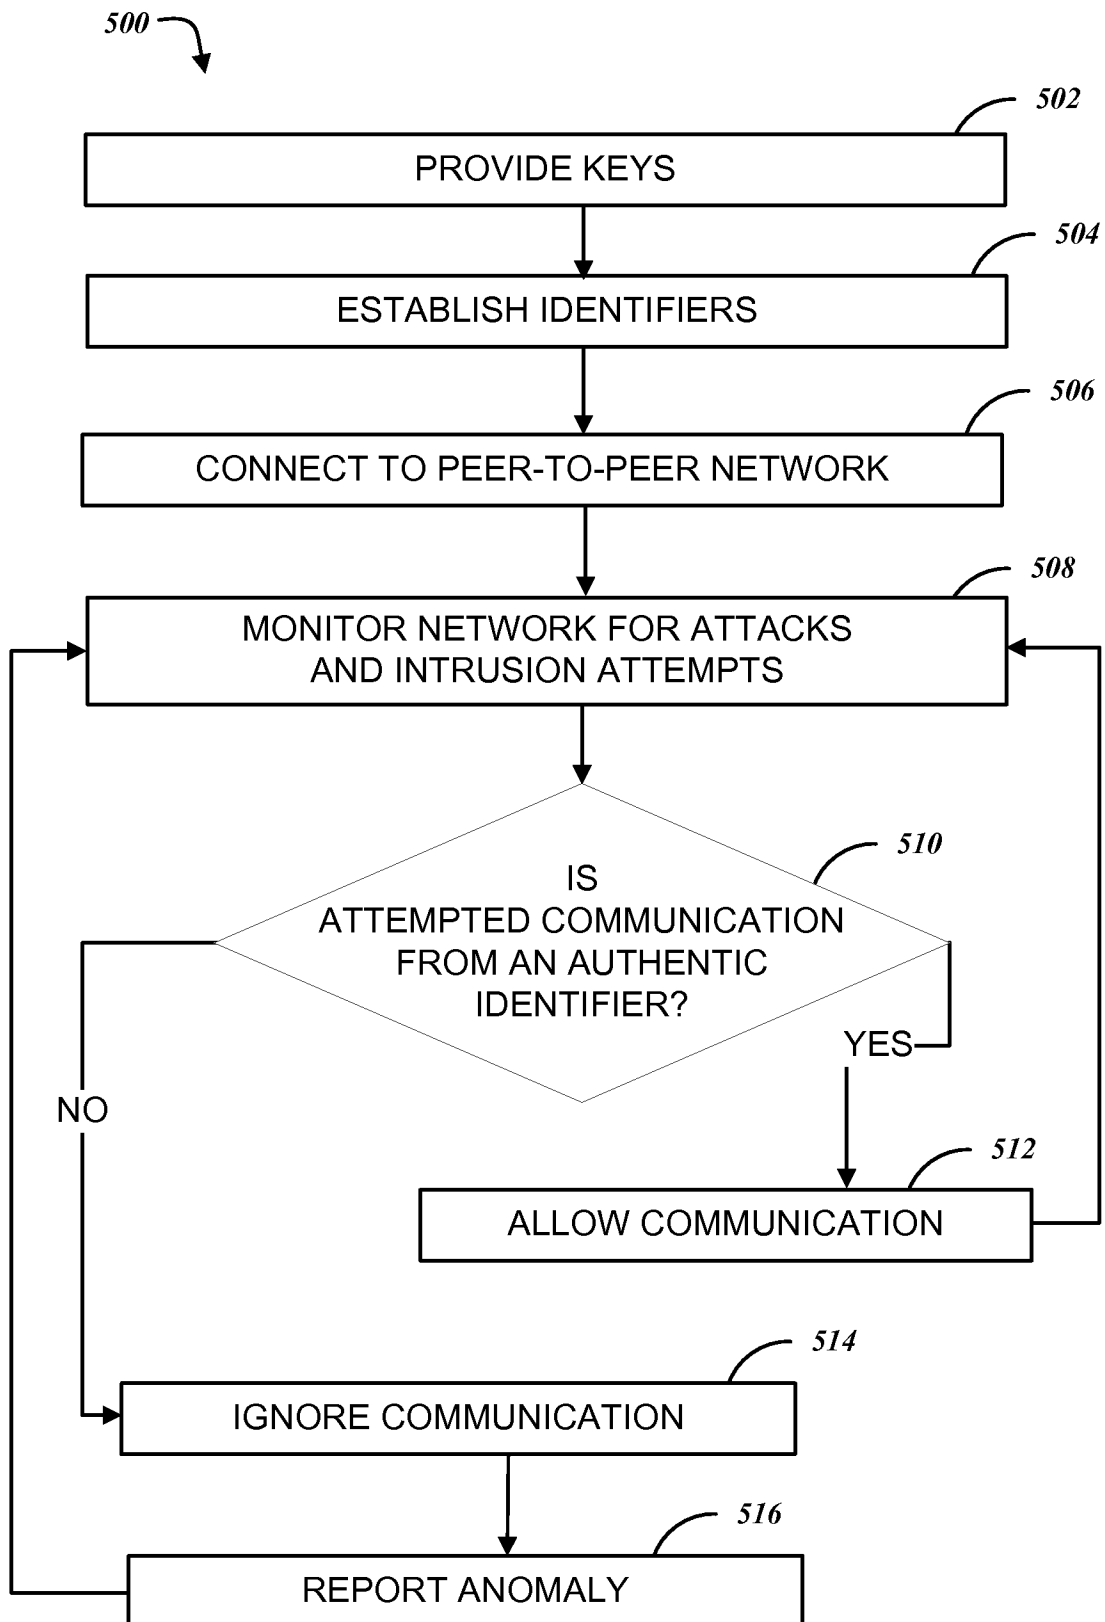 500
502
PROVIDE KEYS
504
ESTABLISH IDENTIFIERS
506
CONNECT TO PEER-TO-PEER NETWORK
508
MONITOR NETWORK FOR ATTACKS
AND INTRUSION ATTEMPTS
510
IS
ATTEMPTED COMMUNICATION
FROM AN AUTHENTIC
IDENTIFIER?
YES
NO
512
ALLOW COMMUNICATION
514
IGNORE COMMUNICATION
516
REPORT ANOMALY